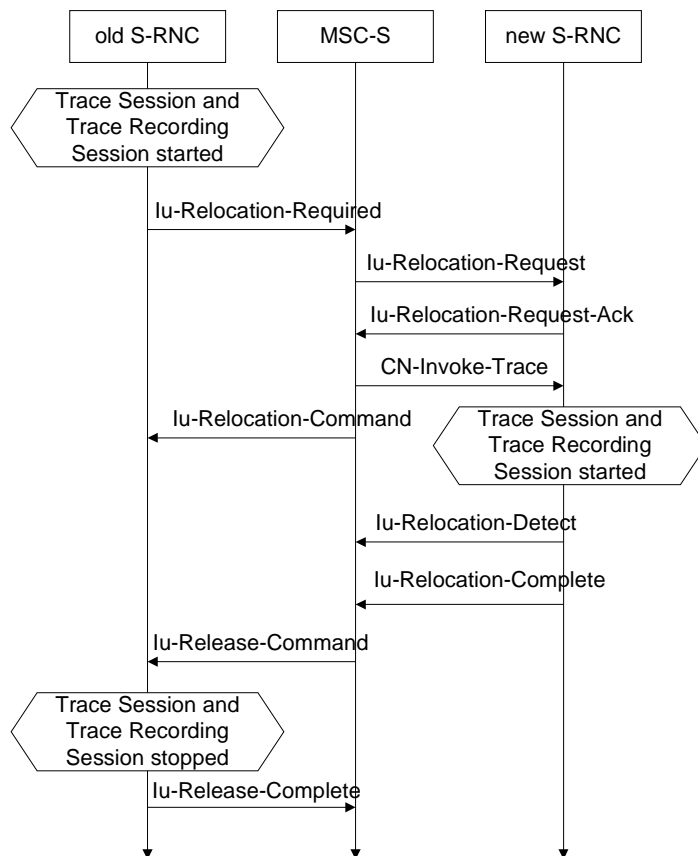 old S-RNC
MSC-S
new S-RNC
Trace Session and
Trace Recording
Session started
Iu-Relocation-Required
Iu-Relocation-Request
Iu-Relocation-Request-Ack
CN-Invoke-Trace
Iu-Relocation-Command
Trace Session and
Trace Recording
Session started
Iu-Relocation-Detect
Iu-Relocation-Complete
Iu-Release-Command
Trace Session and
Trace Recording
Session stopped
Iu-Release-Complete